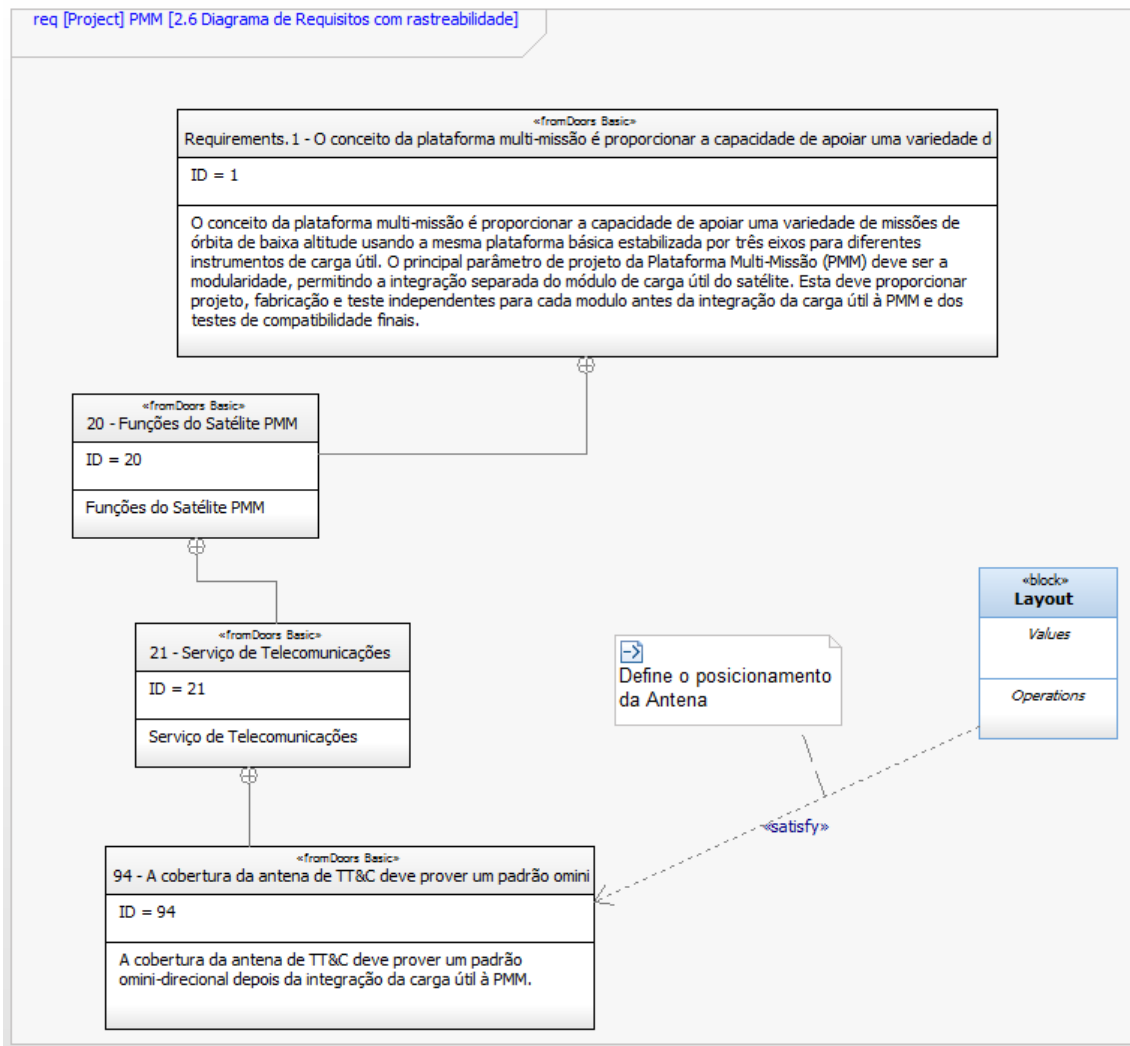 req [Project] PMM [2.6 Diagrama de Requisitos com rastreabilidade]
«fromDoors Basic»
Requirements.1 - O conceito da plataforma multi-missão é proporcionar a capacidade de apoiar uma variedade d
ID = 1
O conceito da plataforma multi-missão é proporcionar a capacidade de apoiar uma variedade de missões de
órbita de baixa altitude usando a mesma plataforma básica estabilizada por três eixos para diferentes
instrumentos de carga útil. O principal parâmetro de projeto da Plataforma Multi-Missão (PMM) deve ser a
modularidade, permitindo a integração separada do módulo de carga útil do satélite. Esta deve proporcionar
projeto, fabricação e teste independentes para cada modulo antes da integração da carga útil à PMM e dos
testes de compatibilidade finais.
«fromDoors Basic»
20 - Funções do Satélite PMM
ID = 20
Funções do Satélite PMM
«fromDoors Basic»
21 - Serviço de Telecomunicações
ID = 21
Serviço de Telecomunicações
Define o posicionamento
da Antena
«block»
Layout
Values
Operations
«satisfy»
«fromDoors Basic»
94 - A cobertura da antena de TT&C deve prover um padrão omini
ID = 94
A cobertura da antena de TT&C deve prover um padrão
omini-direcional depois da integração da carga útil à PMM.